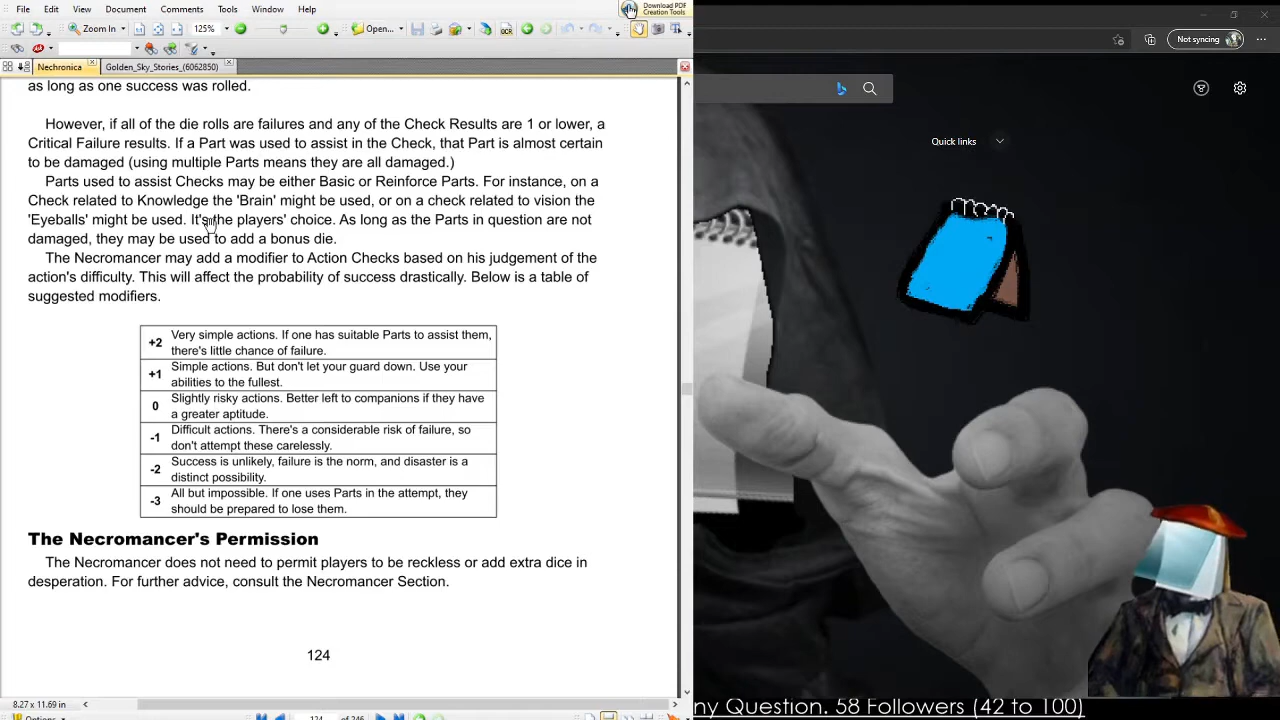 File Edit View Document Comments Tools Window Help
Download PDF
Creation Tools
Zoom In 125% Open...
OCR
Nechronica Golden_Sky_Stories_(6062850)
as long as one success was rolled.
However, if all of the die rolls are failures and any of the Check Results are 1 or lower, a
Critical Failure results. If a Part was used to assist in the Check, that Part is almost certain
to be damaged (using multiple Parts means they are all damaged.)
Parts used to assist Checks may be either Basic or Reinforce Parts. For instance, on a
Check related to Knowledge the 'Brain' might be used, or on a check related to vision the
'Eyeballs' might be used. It's the players' choice. As long as the Parts in question are not
damaged, they may be used to add a bonus die.
The Necromancer may add a modifier to Action Checks based on his judgement of the
action's difficulty. This will affect the probability of success drastically. Below is a table of
suggested modifiers.
+2 Very simple actions. If one has suitable Parts to assist them,
there's little chance of failure.
+1 Simple actions. But don't let your guard down. Use your
abilities to the fullest.
0 Slightly risky actions. Better left to companions if they have
a greater aptitude.
-1 Difficult actions. There's a considerable risk of failure, so
don't attempt these carelessly.
-2 Success is unlikely, failure is the norm, and disaster is a
distinct possibility.
-3 All but impossible. If one uses Parts in the attempt, they
should be prepared to lose them.
The Necromancer's Permission
The Necromancer does not need to permit players to be reckless or add extra dice in
desperation. For further advice, consult the Necromancer Section.
124
8.27 x 11.69 in
Options 124 of 246
Not syncing
Quick links
ny Question. 58 Followers (42 to 100)